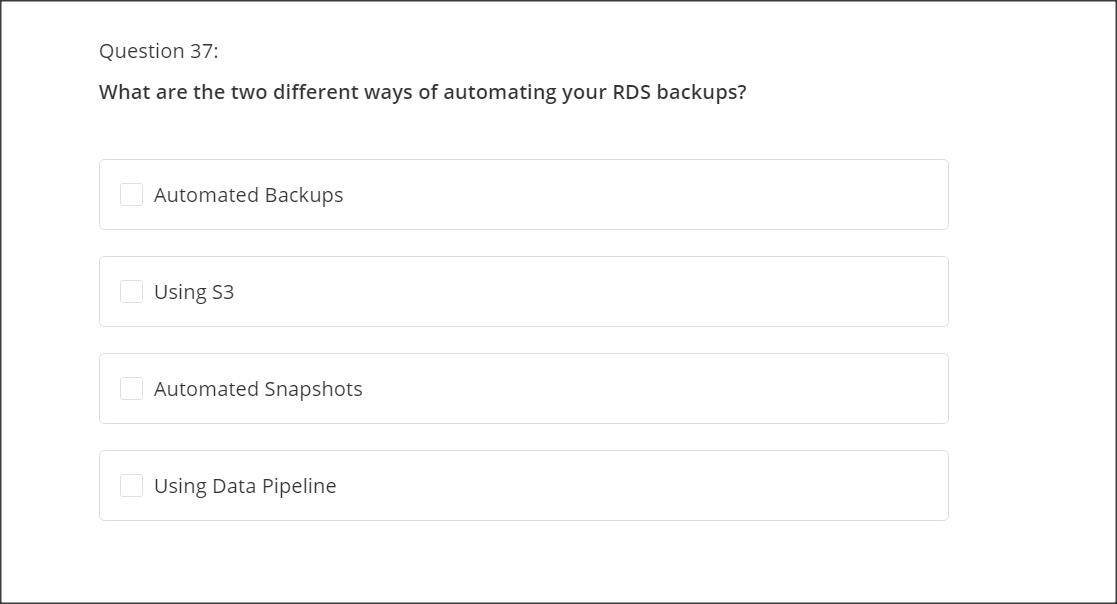 Question 37:
What are the two different ways of automating your RDS backups?
Automated Backups
Using S3
Automated Snapshots
Using Data Pipeline